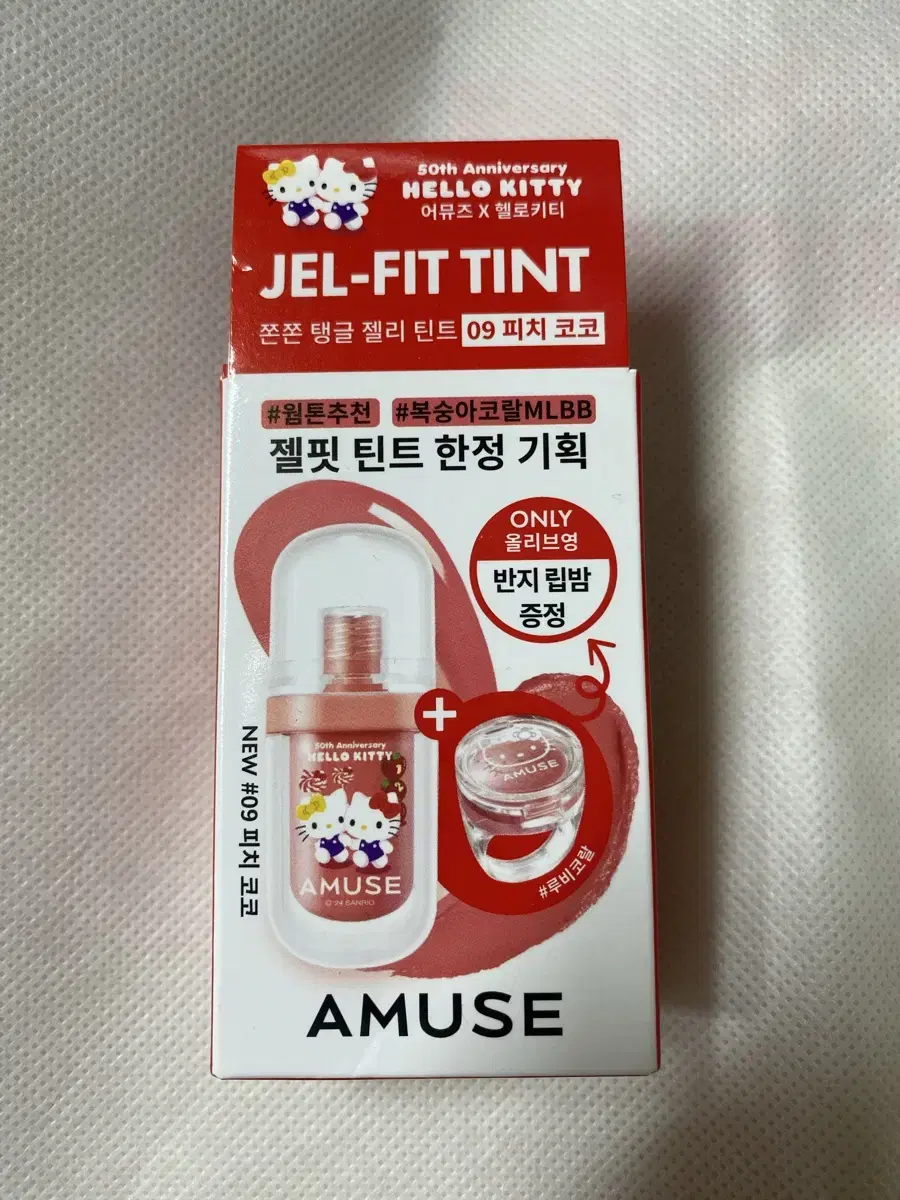 50th Anniversary
HELLO KITTY
어뮤즈 X 헬로키티
JEL-FIT TINT
쫀쫀 탱글 젤리 틴트 09 피치 코코
#웜톤추천 #복숭아코랄MLBB
젤핏 틴트 한정 기획
ONLY
올리브영
반지 립밤
증정
+
50th Anniversary
HELLO KITTY
AMUSE
© '24 SANRIO
AMUSE
#루비코랄
NEW #09 피치 코코
AMUSE